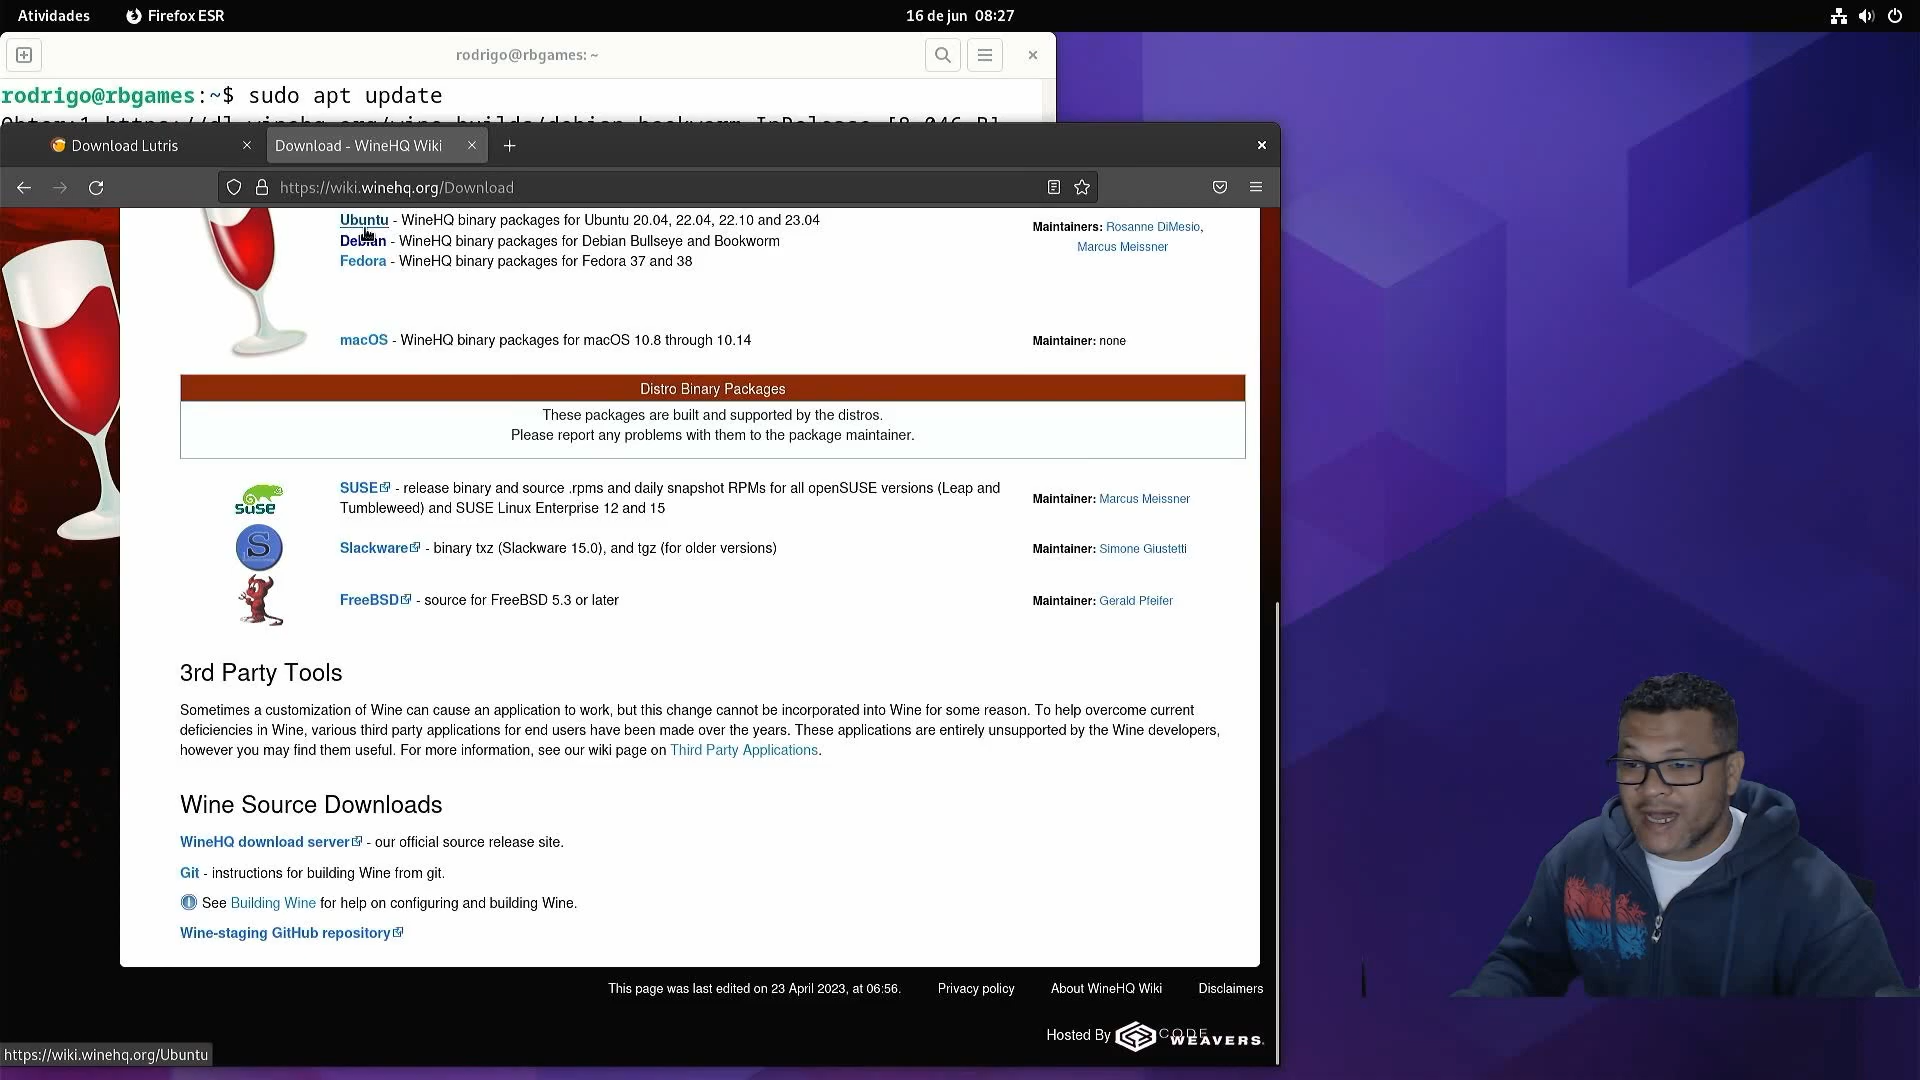 Atividades
Firefox ESR
16 de jun 08:27
rodrigo@rbgames: ~
rodrigo@rbgames:~$ sudo apt update
Download Lutris
Download - WineHQ Wiki
https://wiki.winehq.org/Download
Ubuntu - WineHQ binary packages for Ubuntu 20.04, 22.04, 22.10 and 23.04
Debian - WineHQ binary packages for Debian Bullseye and Bookworm
Fedora - WineHQ binary packages for Fedora 37 and 38
Maintainers: Rosanne DiMesio,
Marcus Meissner
macOS - WineHQ binary packages for macOS 10.8 through 10.14
Maintainer: none
Distro Binary Packages
These packages are built and supported by the distros.
Please report any problems with them to the package maintainer.
suse
SUSE - release binary and source .rpms and daily snapshot RPMs for all openSUSE versions (Leap and
Tumbleweed) and SUSE Linux Enterprise 12 and 15
Maintainer: Marcus Meissner
S
Slackware - binary txz (Slackware 15.0), and tgz (for older versions)
Maintainer: Simone Giustetti
FreeBSD - source for FreeBSD 5.3 or later
Maintainer: Gerald Pfeifer
3rd Party Tools
Sometimes a customization of Wine can cause an application to work, but this change cannot be incorporated into Wine for some reason. To help overcome current
deficiencies in Wine, various third party applications for end users have been made over the years. These applications are entirely unsupported by the Wine developers,
however you may find them useful. For more information, see our wiki page on Third Party Applications.
Wine Source Downloads
WineHQ download server - our official source release site.
Git - instructions for building Wine from git.
See Building Wine for help on configuring and building Wine.
Wine-staging GitHub repository
This page was last edited on 23 April 2023, at 06:56.
Privacy policy
About WineHQ Wiki
Disclaimers
Hosted By
CODE
WEAVERS.
https://wiki.winehq.org/Ubuntu